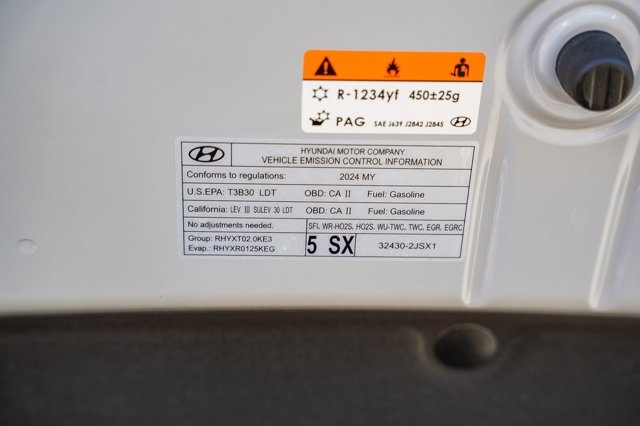 R-1234yf 450±25g
PAG SAE J639 J2842 J2845
HYUNDAI MOTOR COMPANY
VEHICLE EMISSION CONTROL INFORMATION
Conforms to regulations: 2024 MY
U.S.EPA: T3B30 LDT OBD: CA II Fuel: Gasoline
California: LEV III SULEV 30 LDT OBD: CA II Fuel: Gasoline
No adjustments needed. SFI, WR-HO2S, HO2S, WU-TWC, TWC, EGR, EGRC
Group: RHYXT02.0KE3
Evap.: RHYXR0125KEG
5 SX 32430-2JSX1